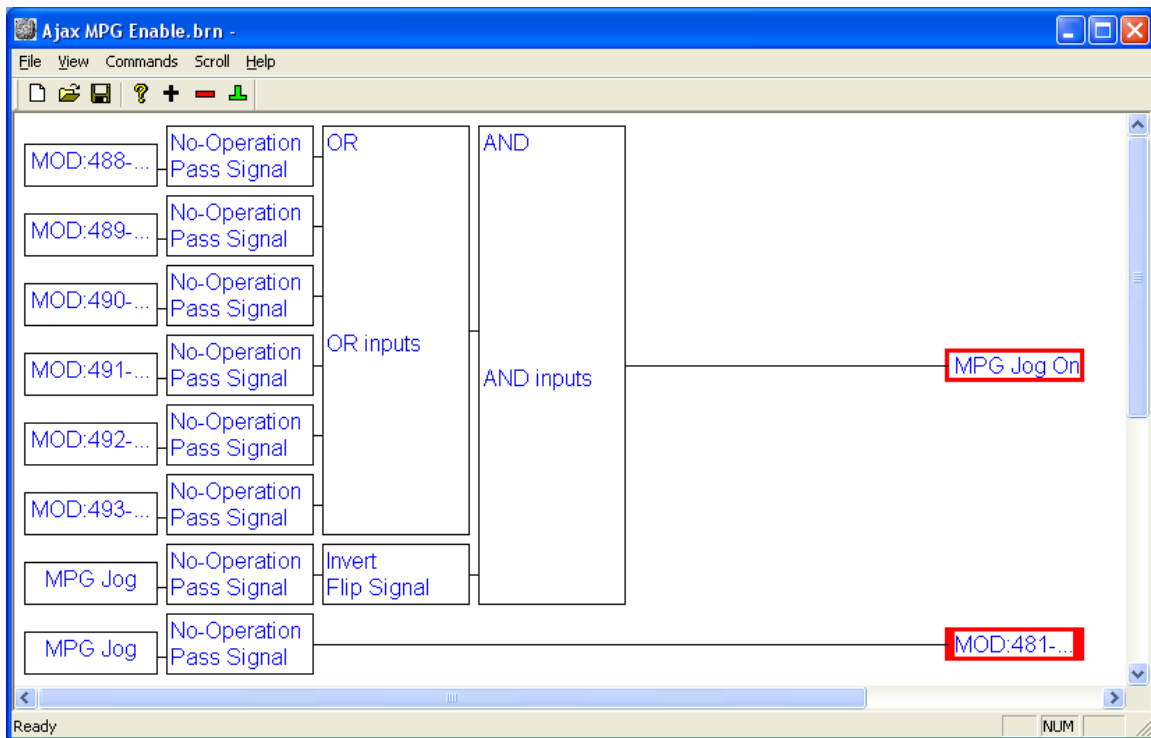 Ajax MPG Enable.brn -
File View Commands Scroll Help
MOD:488-...
No-Operation
Pass Signal
OR
AND
MOD:489-...
No-Operation
Pass Signal
MOD:490-...
No-Operation
Pass Signal
MOD:491-...
No-Operation
Pass Signal
OR inputs
AND inputs
MPG Jog On
MOD:492-...
No-Operation
Pass Signal
MOD:493-...
No-Operation
Pass Signal
MPG Jog
No-Operation
Pass Signal
Invert
Flip Signal
MPG Jog
No-Operation
Pass Signal
MOD:481-...
Ready
NUM